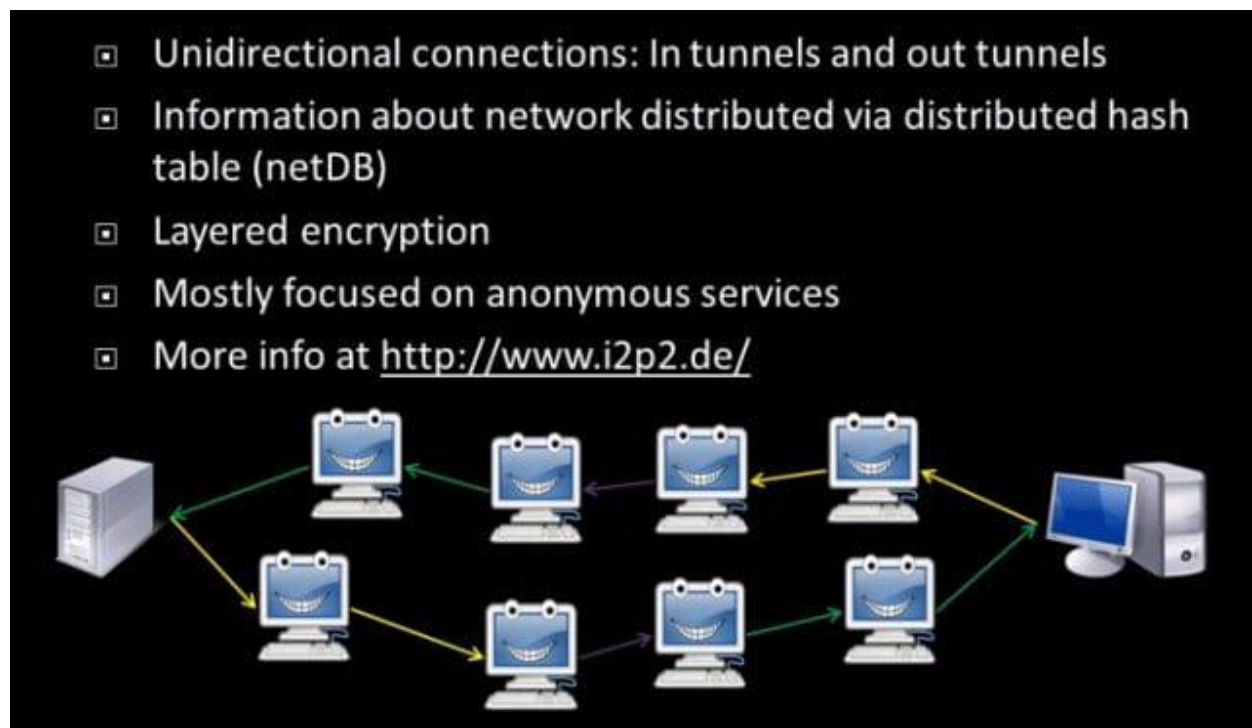 Unidirectional connections: In tunnels and out tunnels
Information about network distributed via distributed hash
table (netDB)
Layered encryption
Mostly focused on anonymous services
More info at http://www.i2p2.de/